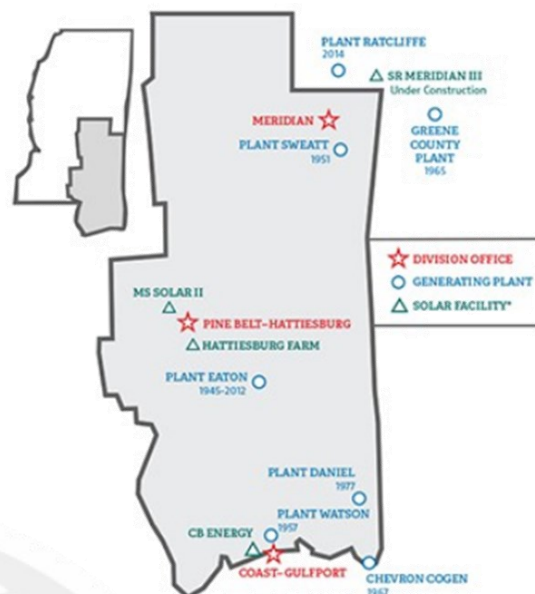 PLANT RATCLIFFE
2014
SR MERIDIAN III
Under Construction
MERIDIAN
PLANT SWEATT
1951
GREENE
COUNTY
PLANT
1965
DIVISION OFFICE
GENERATING PLANT
SOLAR FACILITY*
MS SOLAR II
PINE BELT-HATTIESBURG
HATTIESBURG FARM
PLANT EATON
1945-2012
PLANT DANIEL
1977
PLANT WATSON
1957
CB ENERGY
COAST-GULFPORT
CHEVRON COGEN
1967